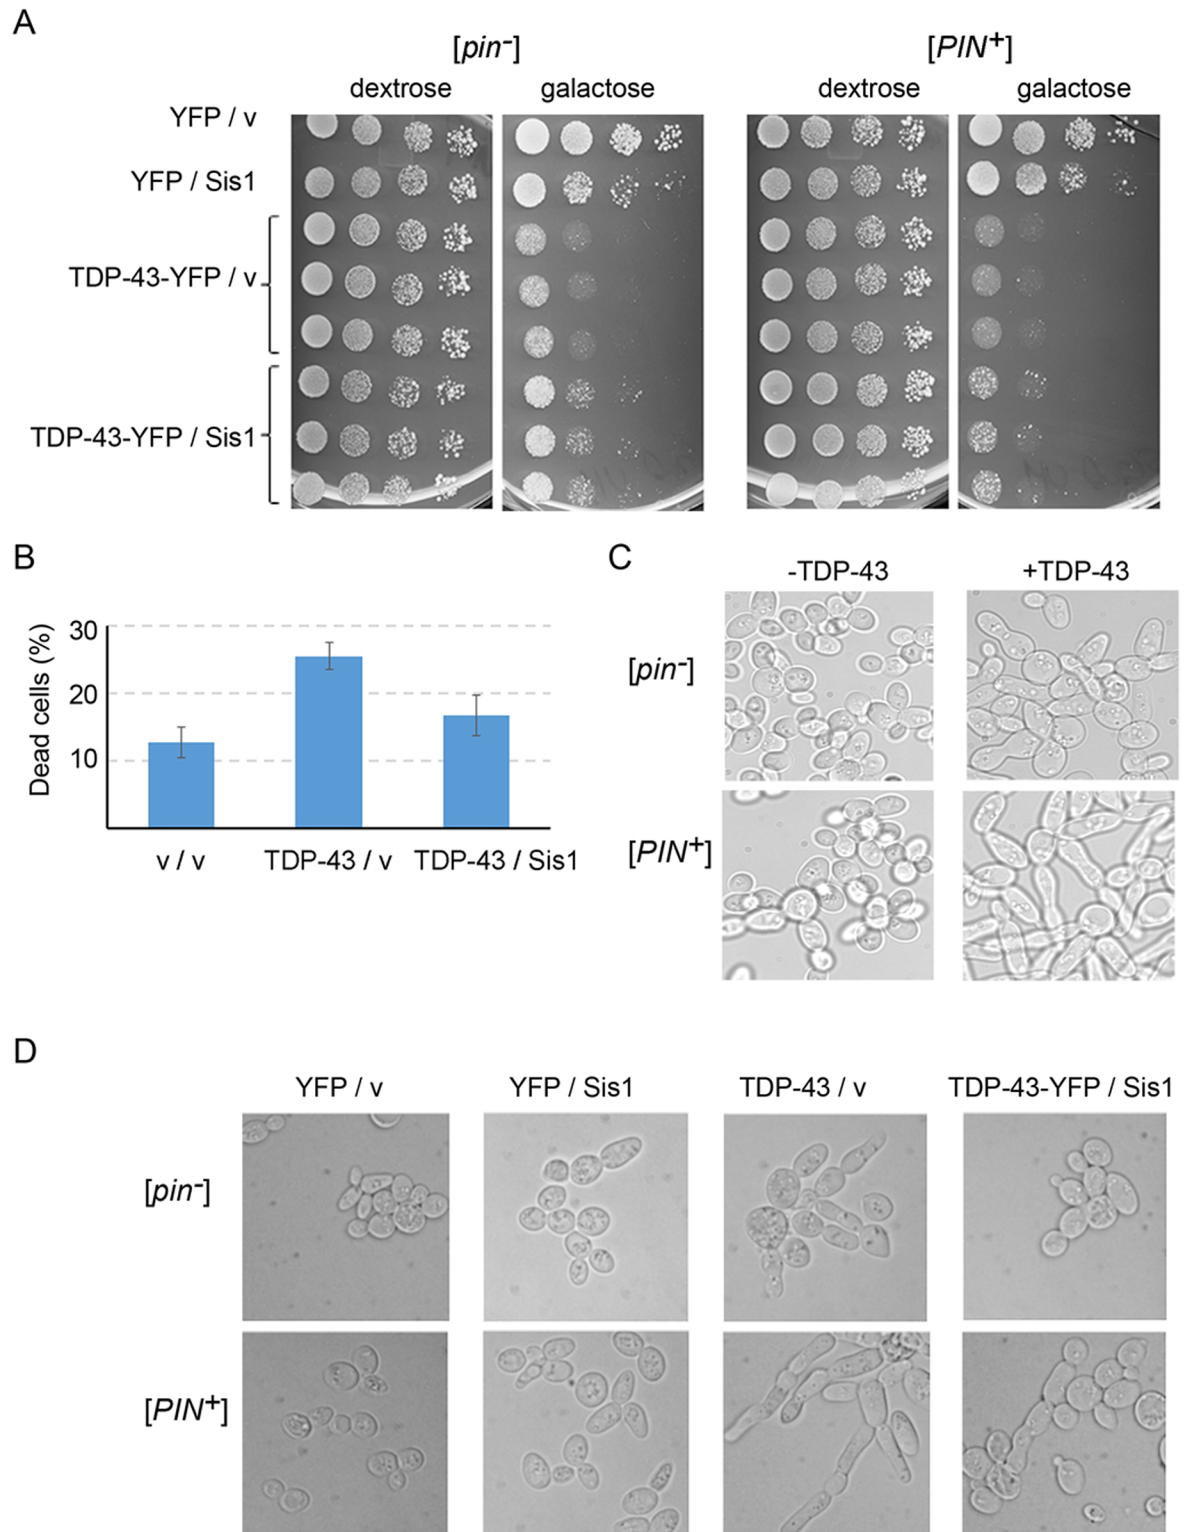 A
[pin-] [PIN+]
dextrose galactose dextrose galactose
YFP / v
YFP / Sis1
TDP-43-YFP / v
TDP-43-YFP / Sis1
B
Dead cells (%)
30
20
10
v / v TDP-43 / v TDP-43 / Sis1
C
-TDP-43 +TDP-43
[pin-]
[PIN+]
D
YFP / v YFP / Sis1 TDP-43 / v TDP-43-YFP / Sis1
[pin-]
[PIN+]